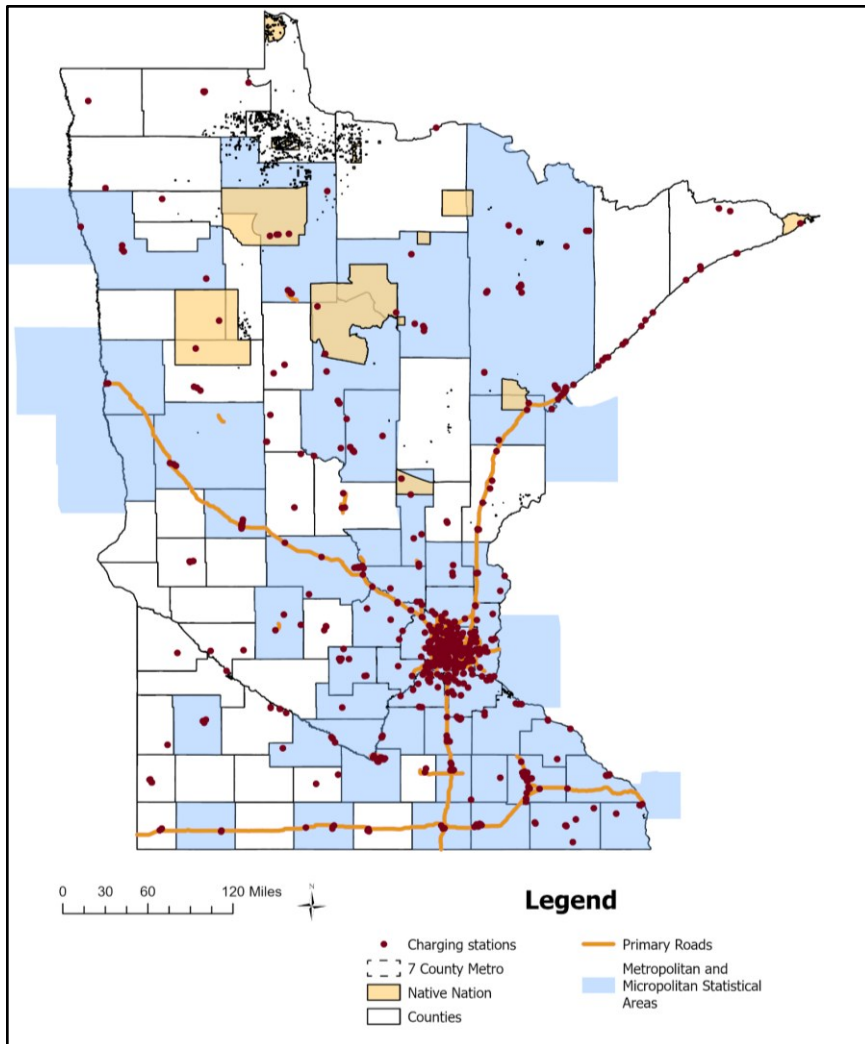 0 30 60 120 Miles
N
Legend
Charging stations
7 County Metro
Native Nation
Counties
Primary Roads
Metropolitan and
Micropolitan Statistical
Areas